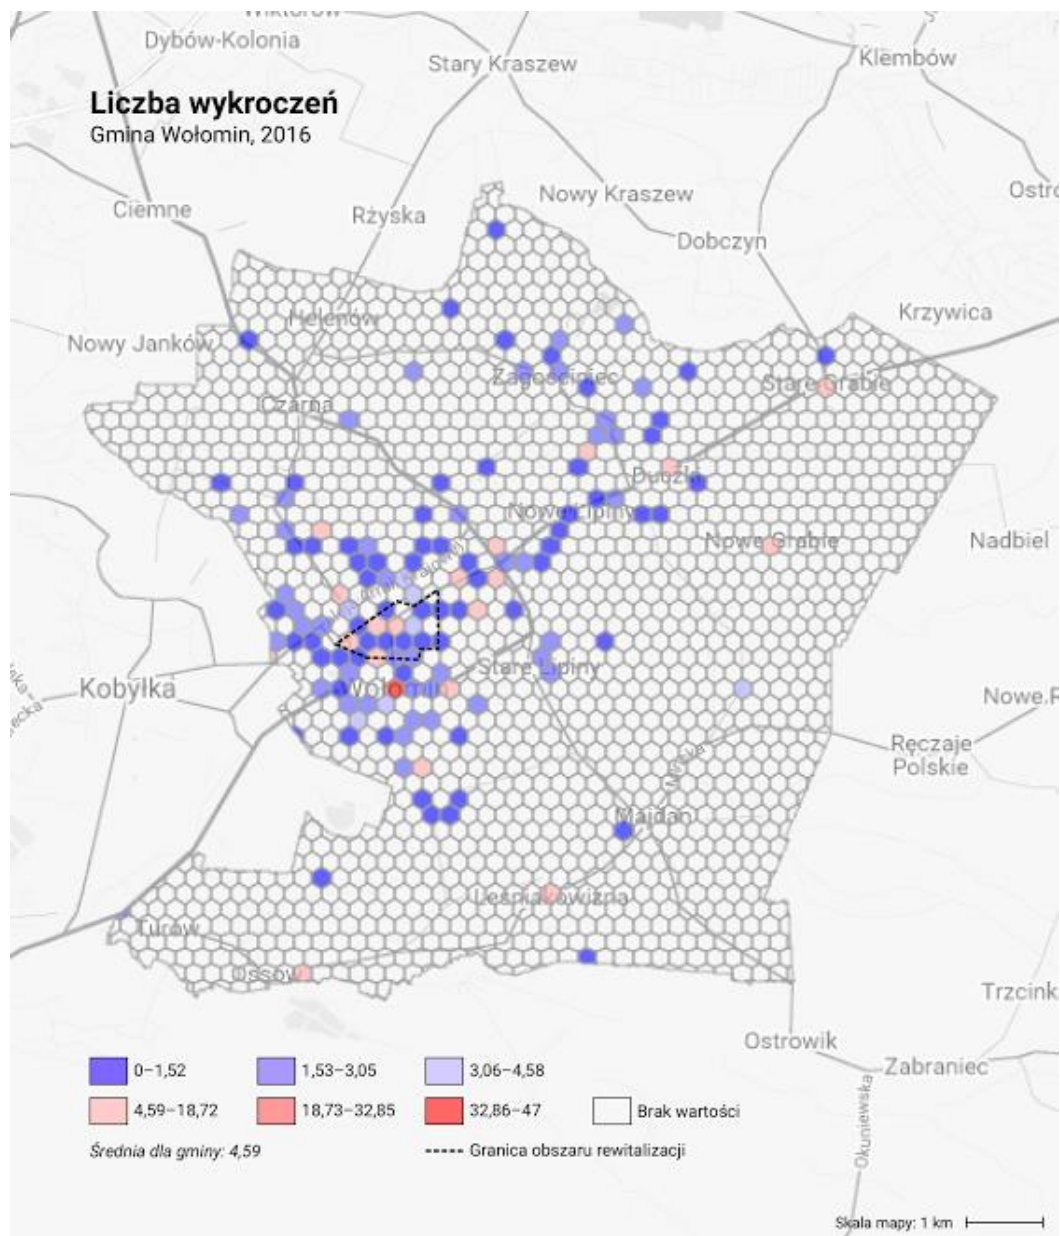 Wiktorów
Dybów-Kolonia
Klembów
Stary Kraszew
Liczba wykroczeń
Gmina Wołomin, 2016
Nowy Kraszew
Ostró
Ciemne
Rżyska
Dobczyn
Krzywica
Helenów
Nowy Janków
Zagościniec
Stare Grabie
Czarna
Duczki
Nowe Lipiny
Nowe Grabie
Nadbiel
Stare Lipiny
Kobyłka
Wołomin
Nowe R
Ręczaje
Polskie
Majdan
Leśniakowizna
Turów
Ossów
Trzcink
Ostrowik
Zabraniec
Okuniewska
0–1,52
1,53–3,05
3,06–4,58
4,59–18,72
18,73–32,85
32,86–47
Brak wartości
Średnia dla gminy: 4,59
Granica obszaru rewitalizacji
Skala mapy: 1 km